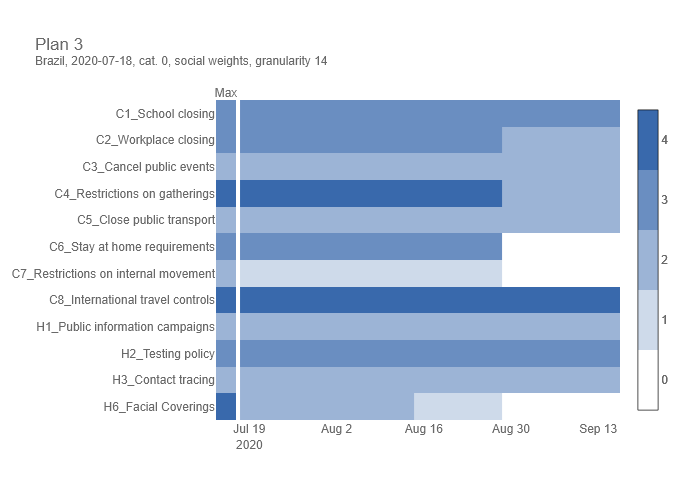 Plan 3
Brazil, 2020-07-18, cat. 0, social weights, granularity 14
Max
C1_School closing
C2_Workplace closing
C3_Cancel public events
C4_Restrictions on gatherings
C5_Close public transport
C6_Stay at home requirements
C7_Restrictions on internal movement
C8_International travel controls
H1_Public information campaigns
H2_Testing policy
H3_Contact tracing
H6_Facial Coverings
Jul 19 Aug 2 Aug 16 Aug 30 Sep 13
2020
4
3
2
1
0